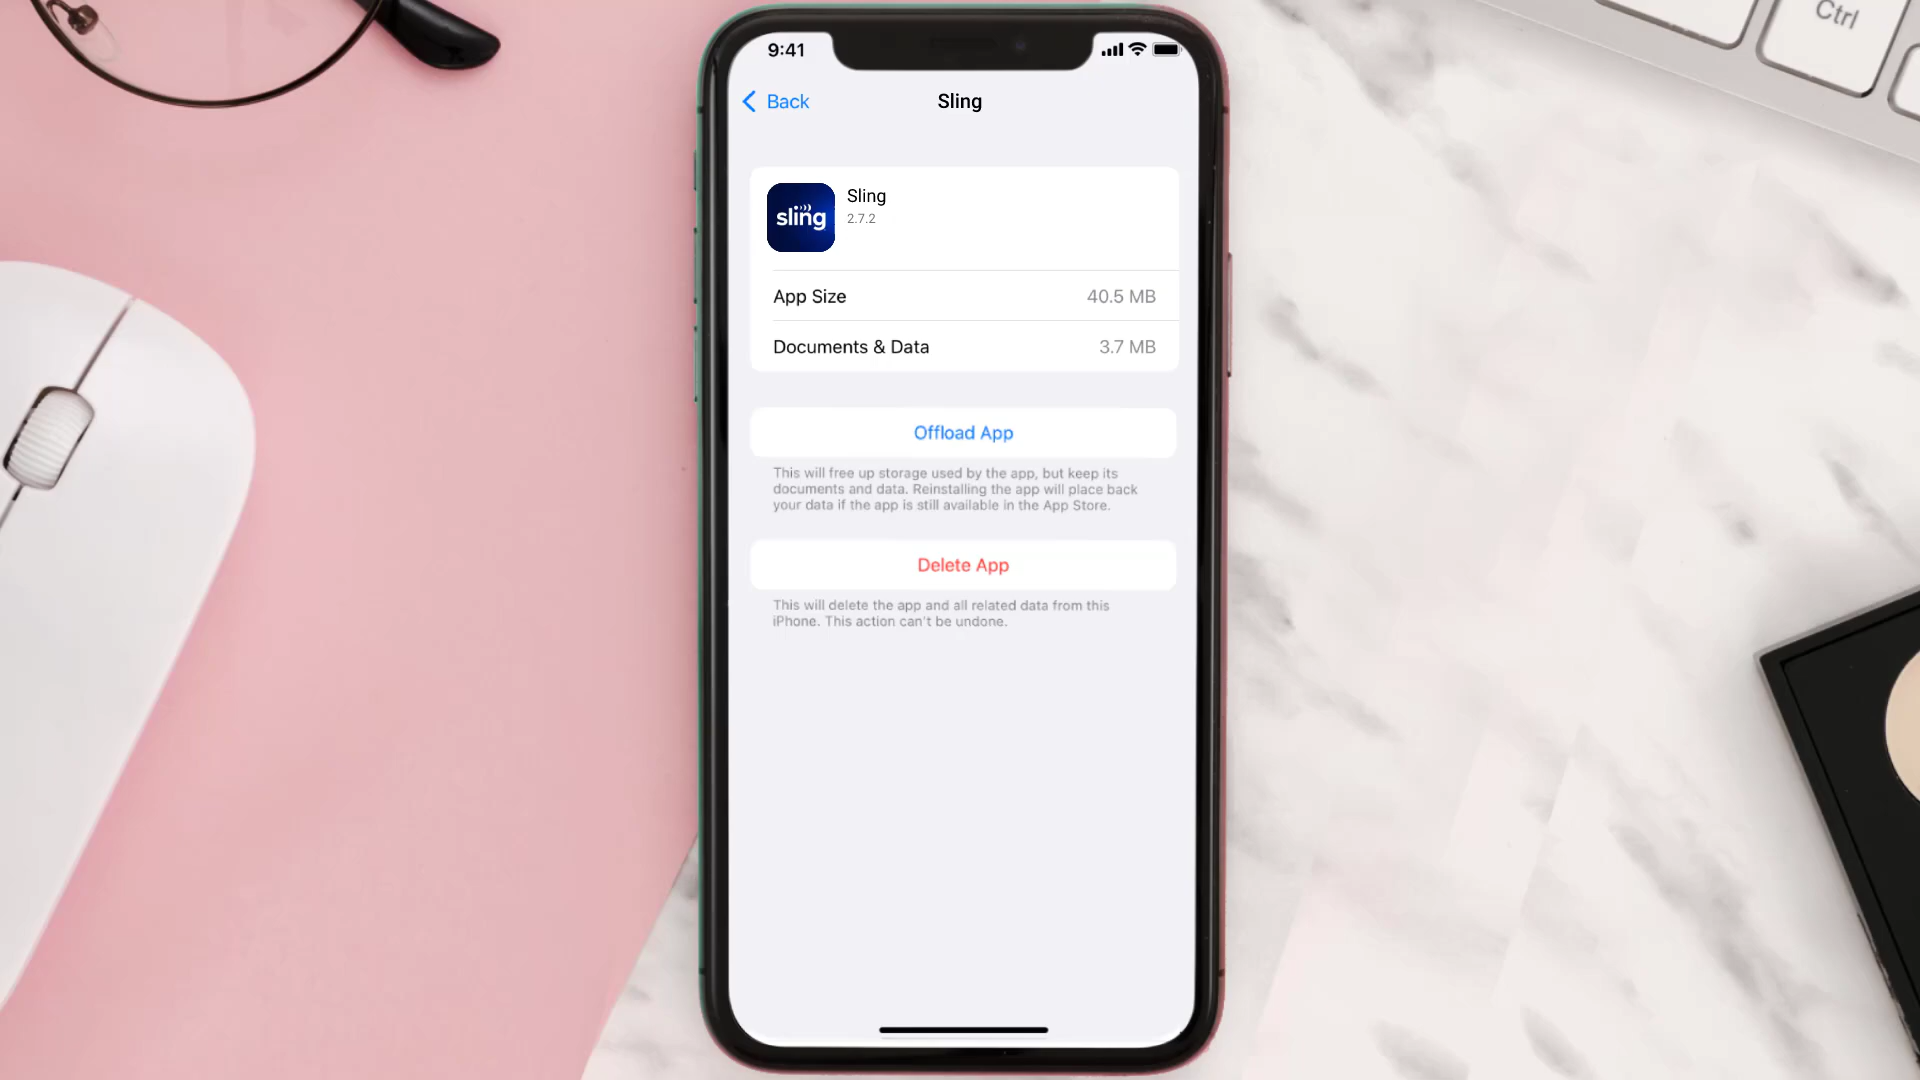 Ctrl
9:41
Back
Sling
sling
Sling
2.7.2
App Size
40.5 MB
Documents & Data
3.7 MB
Offload App
This will free up storage used by the app, but keep its
documents and data. Reinstalling the app will place back
your data if the app is still available in the App Store.
Delete App
This will delete the app and all related data from this
iPhone. This action can't be undone.